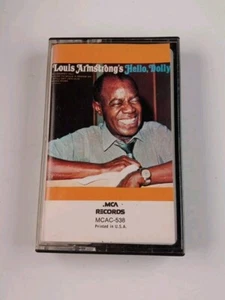 Louis Armstrong's Hello, Dolly
MCA
RECORDS
MCAC-538
Printed in U.S.A.